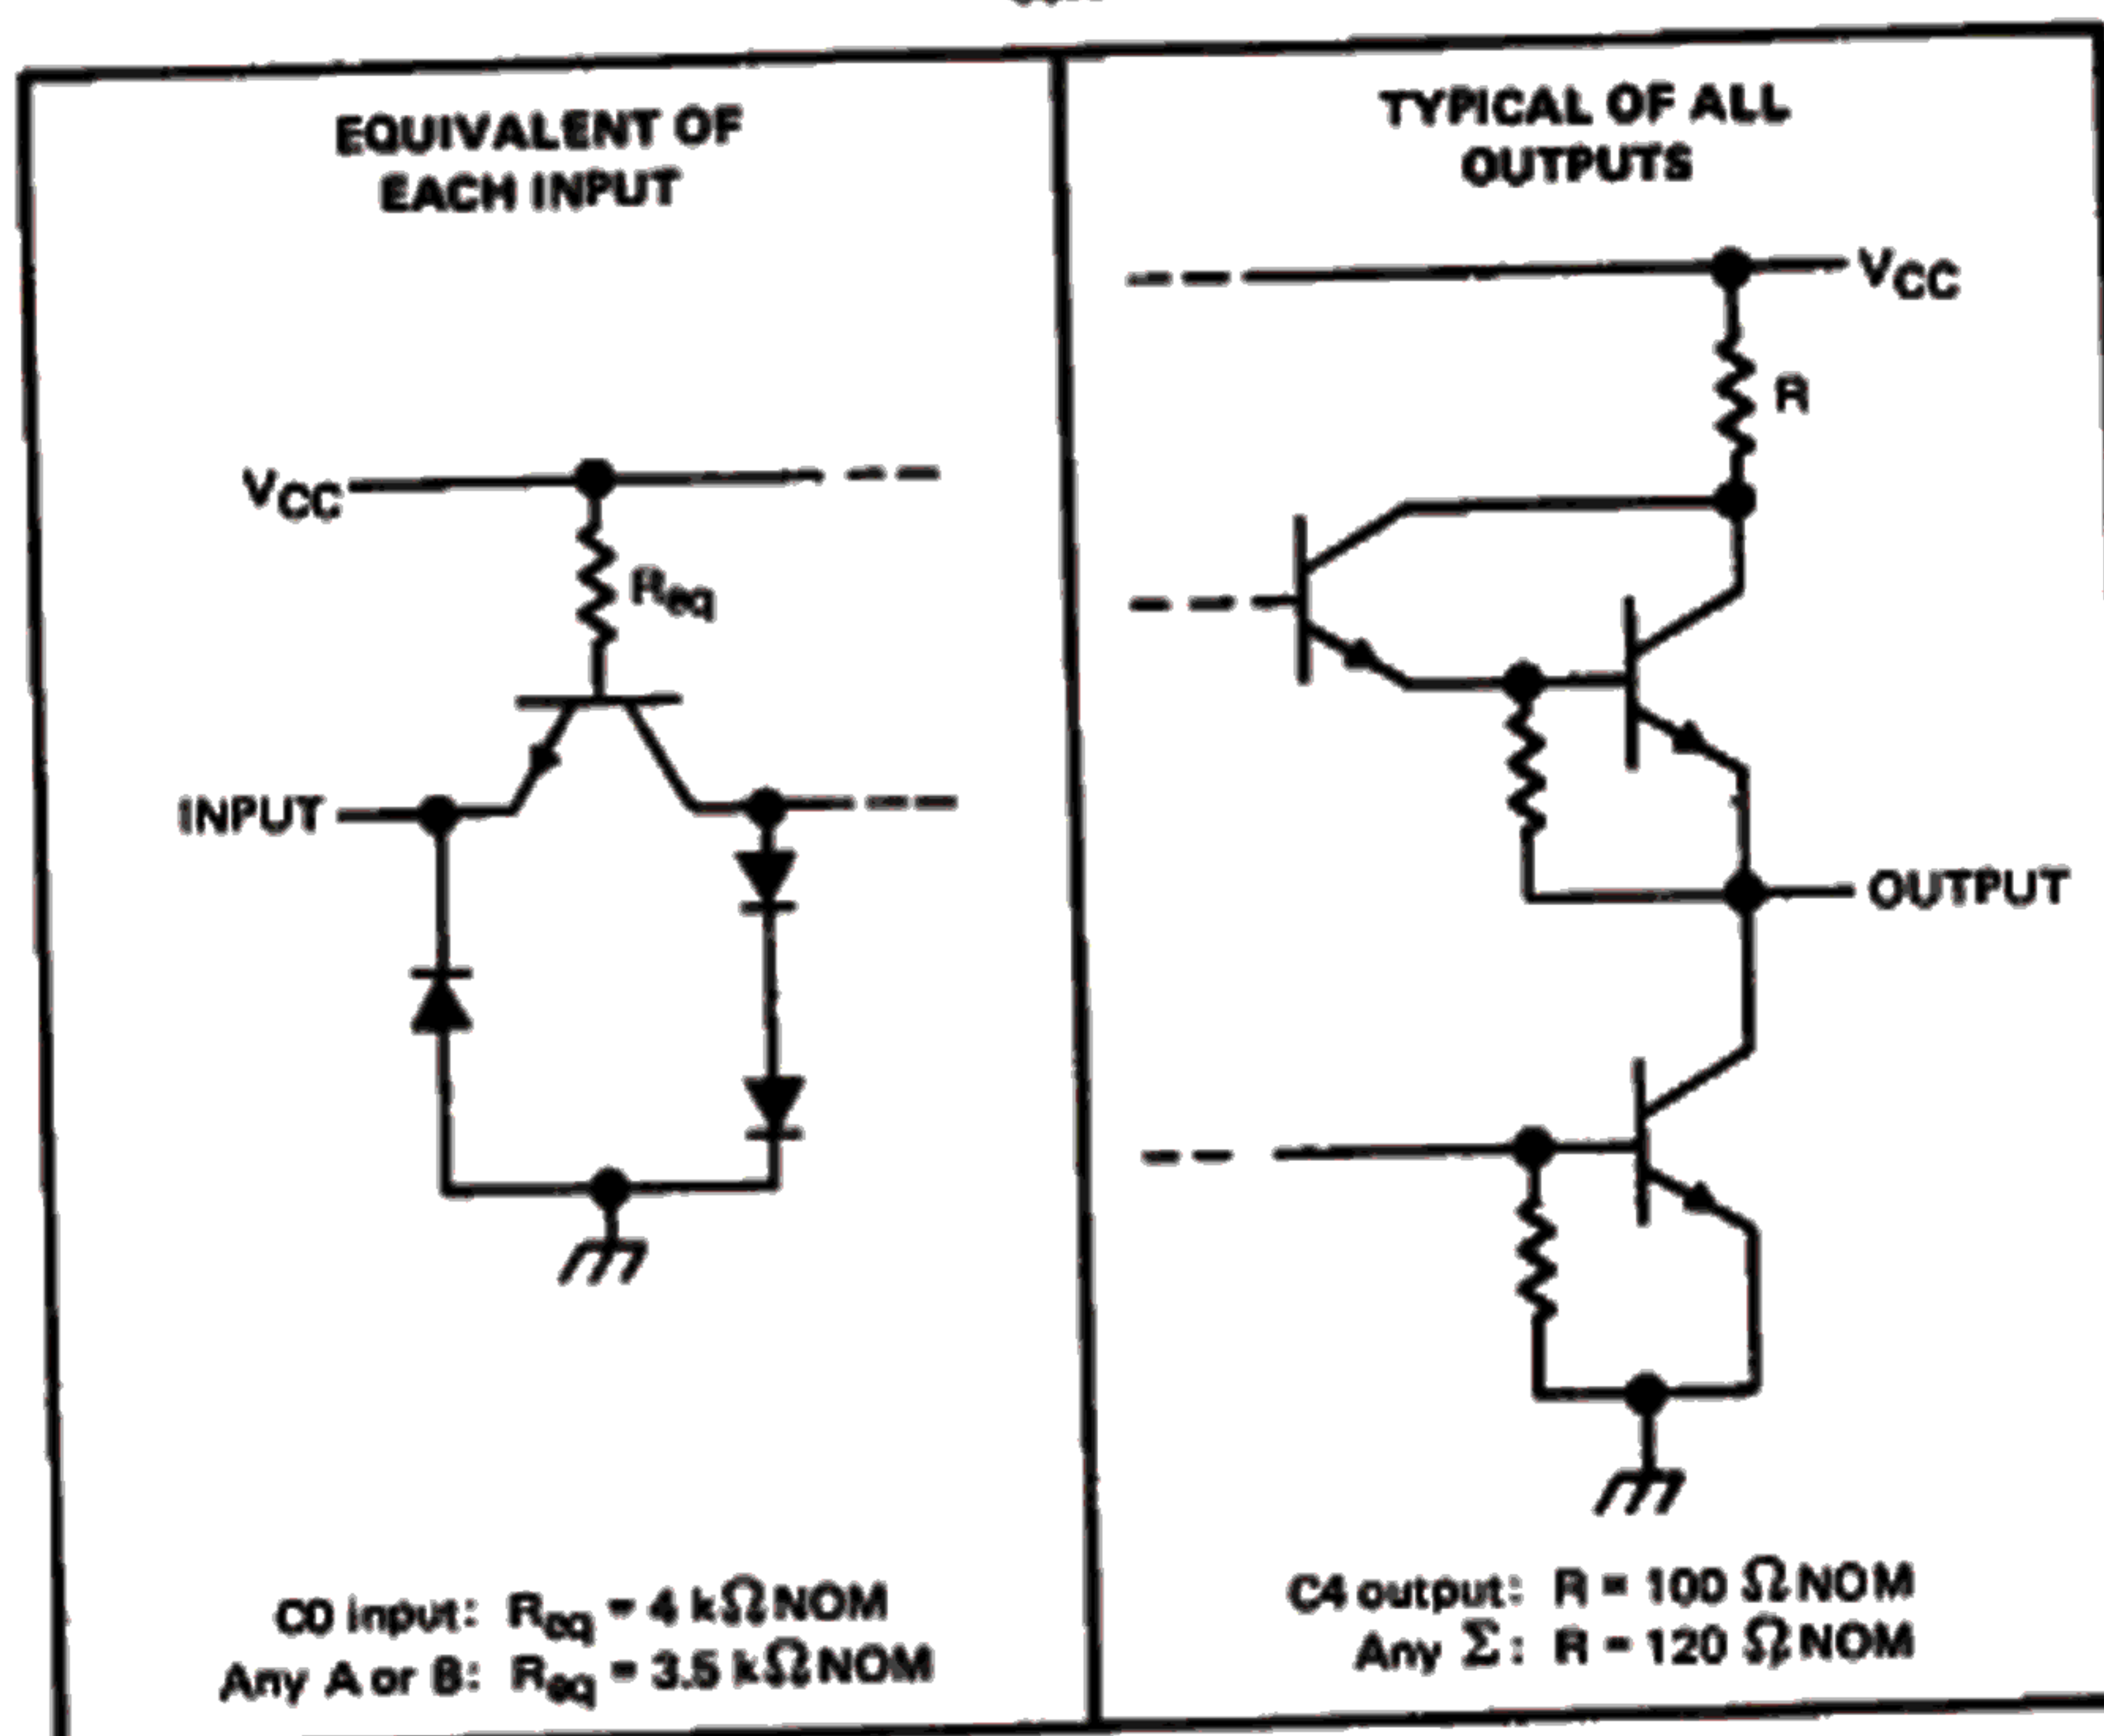 EQUIVALENT OF
EACH INPUT
VCC
Req
INPUT
C0 input: Req = 4 kΩ NOM
Any A or B: Req = 3.5 kΩ NOM
TYPICAL OF ALL
OUTPUTS
VCC
R
OUTPUT
C4 output: R = 100 Ω NOM
Any Σ: R = 120 Ω NOM